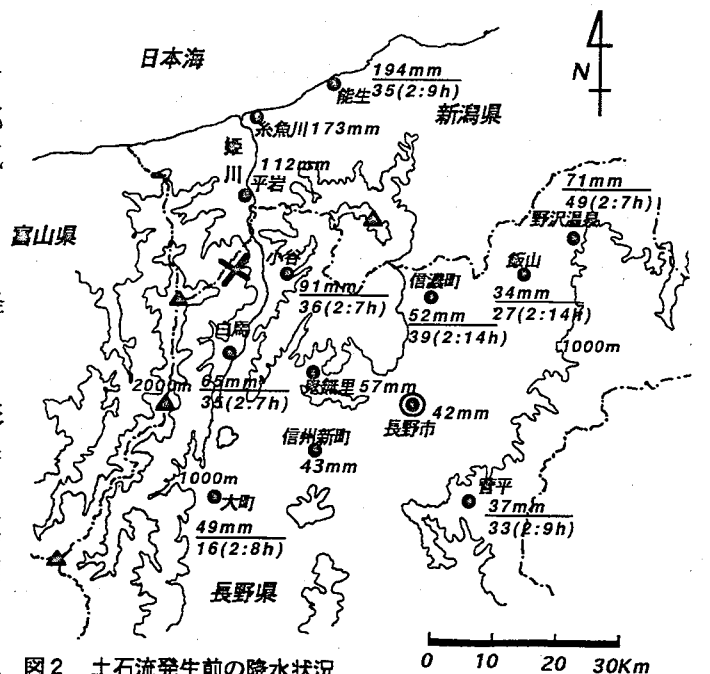 日本海
194mm
35(2:9h)
能生
N
新潟県
糸魚川 173mm
姫川
112mm
平岩
71mm
49(2:7h)
野沢温泉
富山県
小谷
信濃町
飯山
91mm
36(2:7h)
34mm
27(2:14h)
52mm
39(2:14h)
白馬
1000m
2000m
65mm
35(2:7h)
鬼無里 57mm
長野市
42mm
信州新町
43mm
1000m
大町
菅平
37mm
33(2:9h)
49mm
16(2:8h)
長野県
図2 土石流発生前の降水状況
0 10 20 30Km